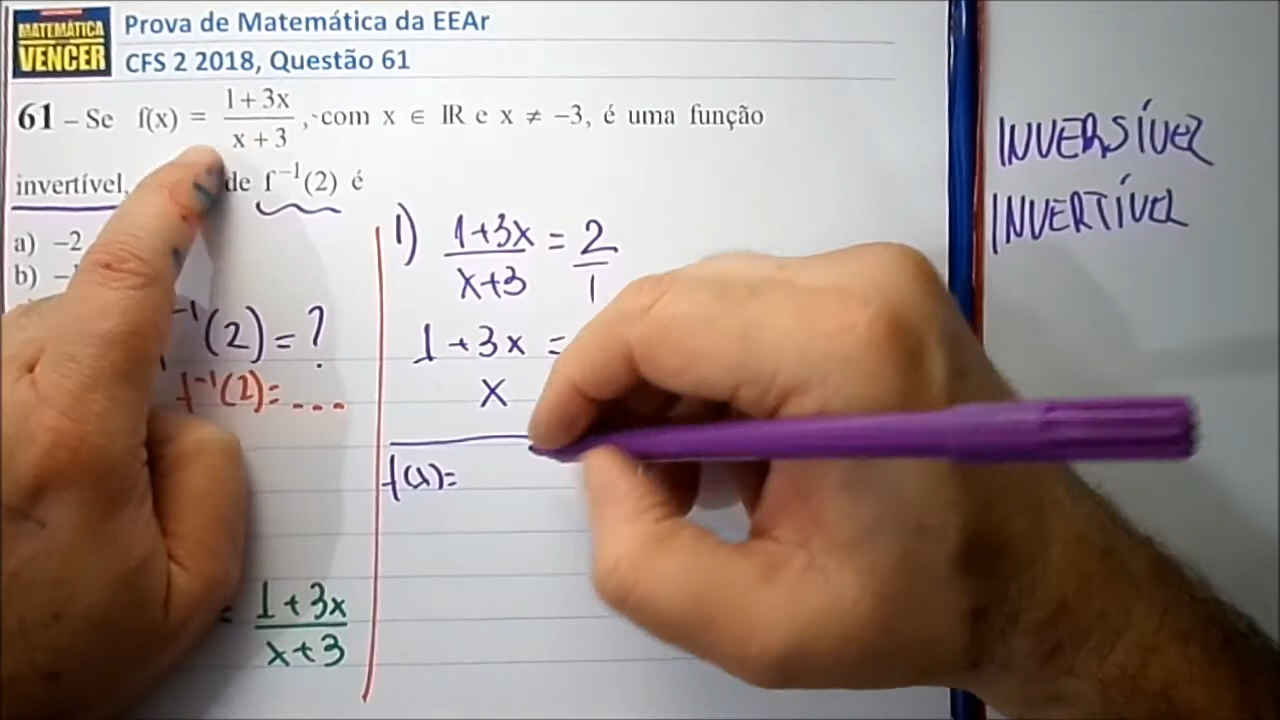 MATEMÁTICA
VENCER
Prova de Matemática da EEAr
CFS 2 2018, Questão 61
61 – Se f(x) = (1 + 3x)/(x + 3), com x ∈ IR e x ≠ −3, é uma função
invertível, de f⁻¹(2) é
a) −2
b) −
⁻¹(2) = ?
f⁻¹(2) = ...
= (1+3x)/(x+3)
1) (1+3x)/(x+3) = 2/1
1+3x =
x
INVERSÍVEL
INVERTÍVEL